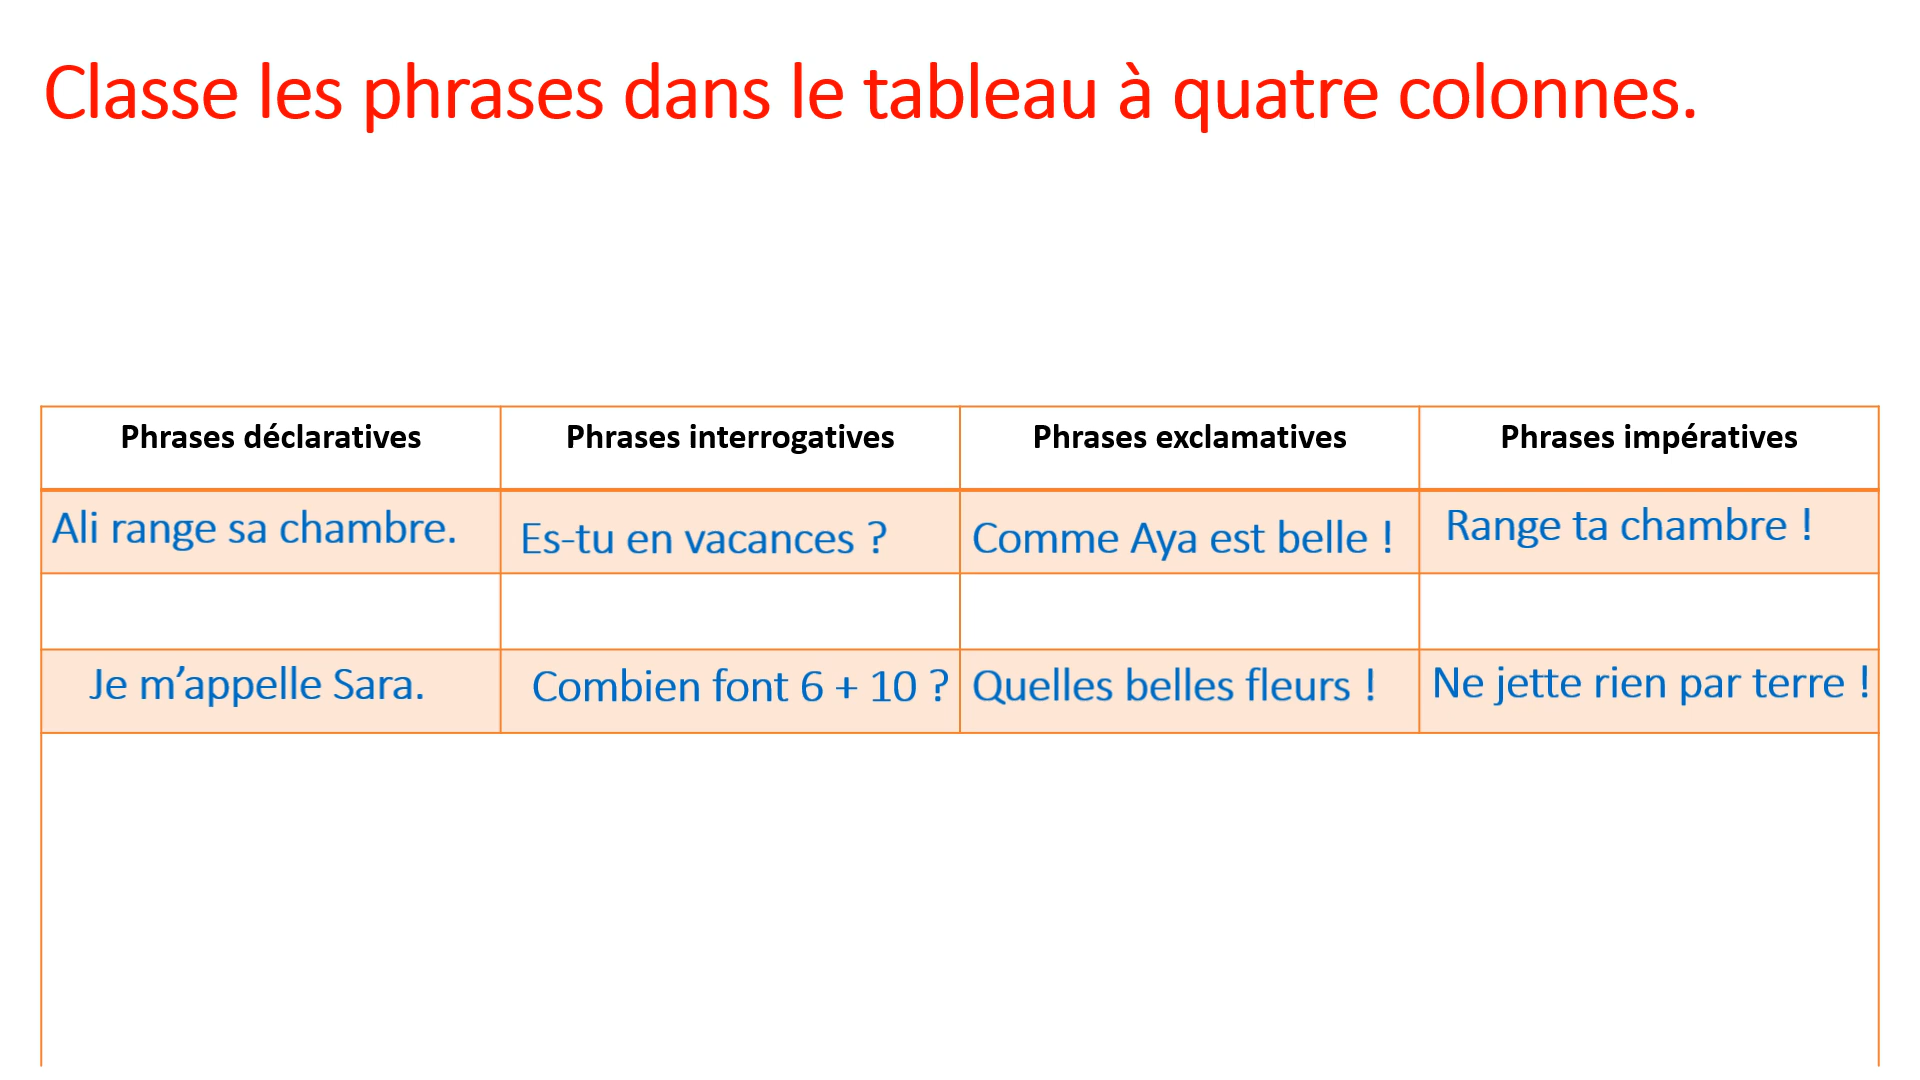 Classe les phrases dans le tableau à quatre colonnes.
Phrases déclaratives Phrases interrogatives Phrases exclamatives Phrases impératives
Ali range sa chambre. Es-tu en vacances ? Comme Aya est belle ! Range ta chambre !
Je m’appelle Sara. Combien font 6 + 10 ? Quelles belles fleurs ! Ne jette rien par terre !